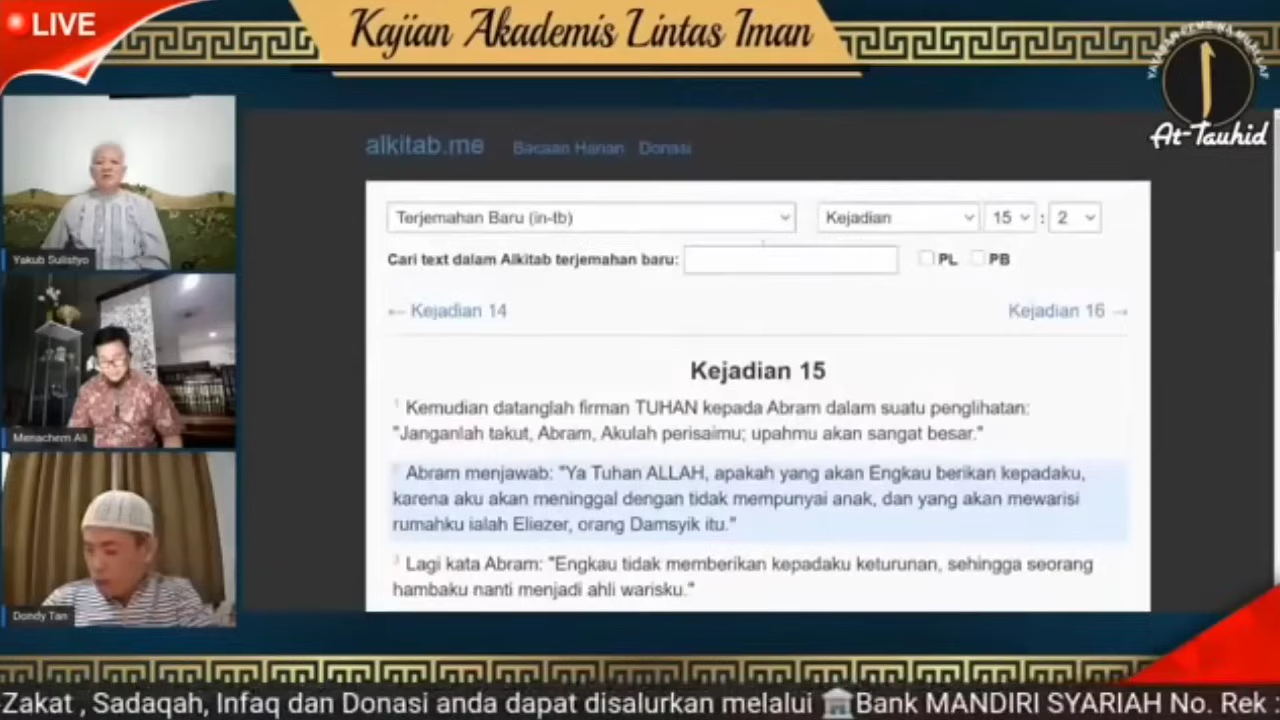 LIVE
Kajian Akademis Lintas Iman
YAYASAN PEMBINA MUALLAF
At-Tauhid
alkitab.me Bacaan Harian Donasi
Terjemahan Baru (in-tb) Kejadian 15 : 2
Cari text dalam Alkitab terjemahan baru: PL PB
← Kejadian 14 Kejadian 16 →
Kejadian 15
1 Kemudian datanglah firman TUHAN kepada Abram dalam suatu penglihatan:
"Janganlah takut, Abram, Akulah perisaimu; upahmu akan sangat besar."
2 Abram menjawab: "Ya Tuhan ALLAH, apakah yang akan Engkau berikan kepadaku,
karena aku akan meninggal dengan tidak mempunyai anak, dan yang akan mewarisi
rumahku ialah Eliezer, orang Damsyik itu."
3 Lagi kata Abram: "Engkau tidak memberikan kepadaku keturunan, sehingga seorang
hambaku nanti menjadi ahli warisku."
Yakub Sulistyo
Menachem Ali
Dondy Tan
Zakat , Sadaqah, Infaq dan Donasi anda dapat disalurkan melalui 🏛Bank MANDIRI SYARIAH No. Rek :